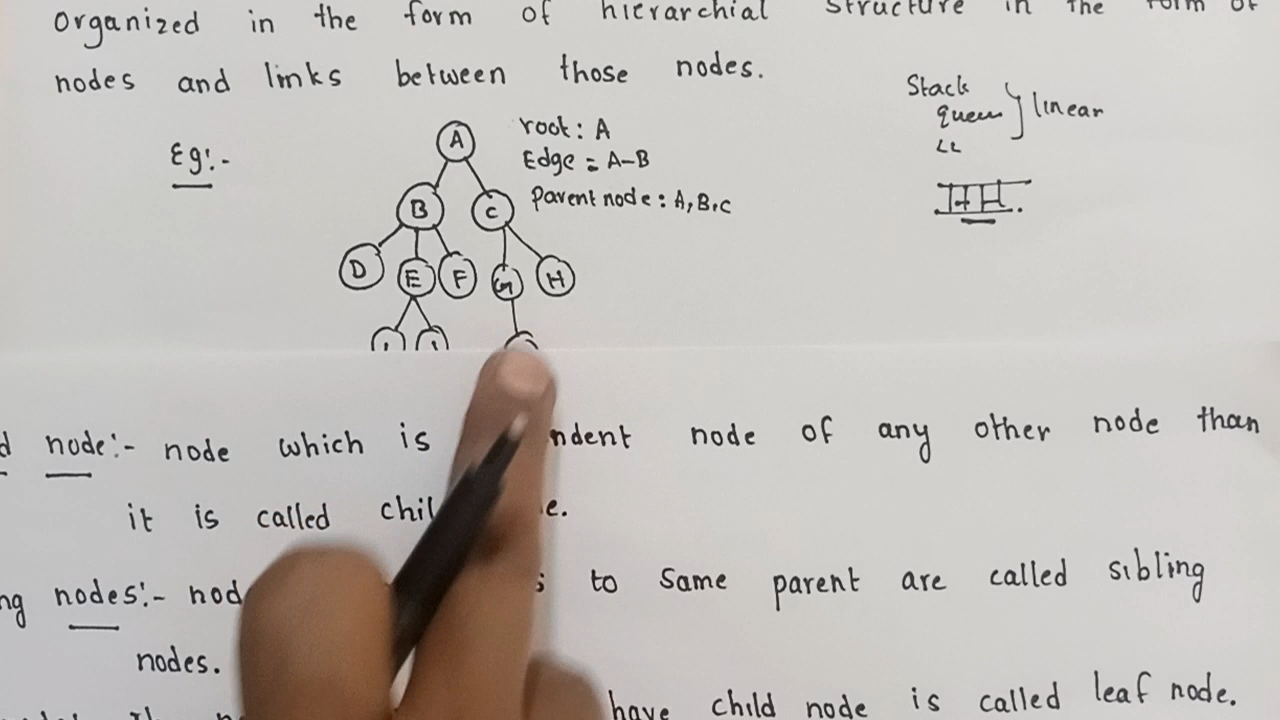 organized in the form of hierarchial structure in the form of
nodes and links between those nodes.
Stack
queue
LL
linear
Eg:-
A
root: A
Edge = A-B
Parent node: A, B, C
B C
D E F G H
node:- node which is node of any other node than
it is called
nodes:- to same parent are called sibling
nodes.
have child node is called leaf node.